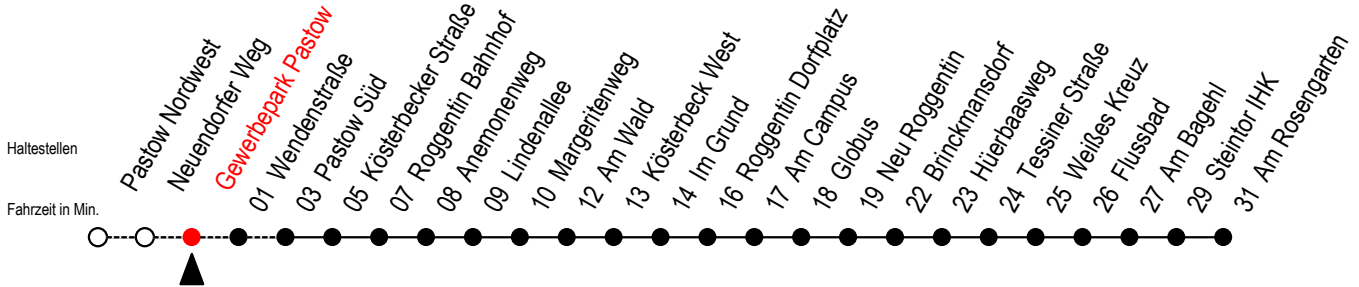 Haltestellen
Fahrzeit in Min.
Pastow Nordwest
Neuendorfer Weg
Gewerbepark Pastow
01 Wendenstraße
03 Pastow Süd
05 Kösterbecker Straße
07 Roggentin Bahnhof
08 Anemonenweg
09 Lindenallee
10 Margeritenweg
12 Am Wald
13 Kösterbeck West
14 Im Grund
16 Roggentin Dorfplatz
17 Am Campus
18 Globus
19 Neu Roggentin
22 Brinckmansdorf
23 Hüerbaasweg
24 Tessiner Straße
25 Weißes Kreuz
26 Flussbad
27 Am Bagehl
29 Steintor IHK
31 Am Rosengarten